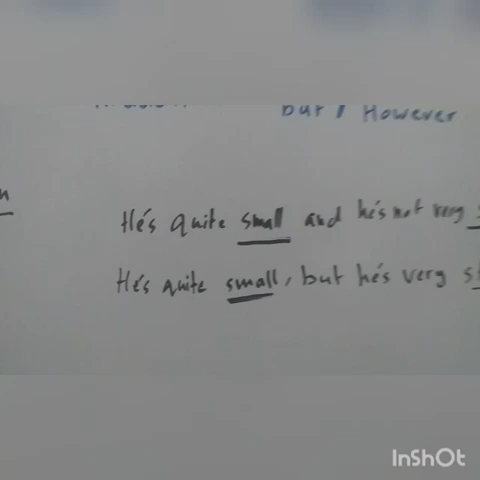 but / However
He's quite small and he's not very
He's quite small, but he's very
InShOt